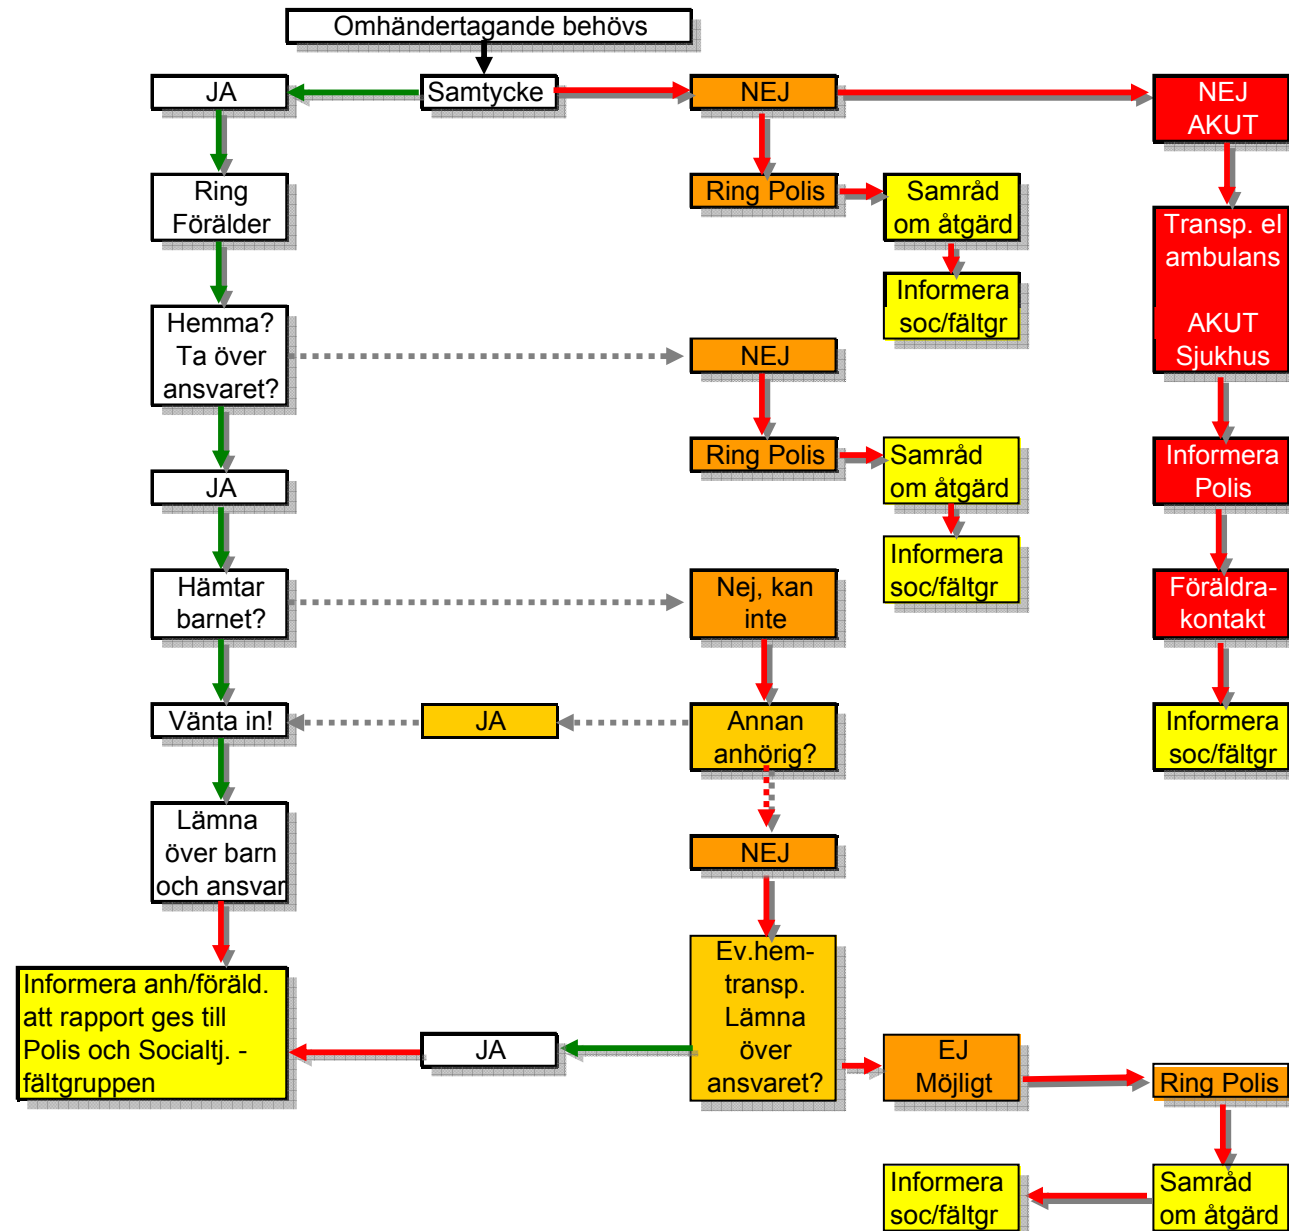 Omhändertagande behövs
JA
Samtycke
NEJ
NEJ
AKUT
Ring
Förälder
Ring Polis
Samråd
om åtgärd
Transp. el
ambulans
AKUT
Sjukhus
Informera
soc/fältgr
Hemma?
Ta över
ansvaret?
NEJ
Ring Polis
Samråd
om åtgärd
Informera
Polis
JA
Informera
soc/fältgr
Hämtar
barnet?
Nej, kan
inte
Föräldra-
kontakt
Vänta in!
JA
Annan
anhörig?
Informera
soc/fältgr
Lämna
över barn
och ansvar
NEJ
Informera anh/föräld.
att rapport ges till
Polis och Socialtj. -
fältgruppen
JA
Ev.hem-
transp.
Lämna
över
ansvaret?
EJ
Möjligt
Ring Polis
Informera
soc/fältgr
Samråd
om åtgärd